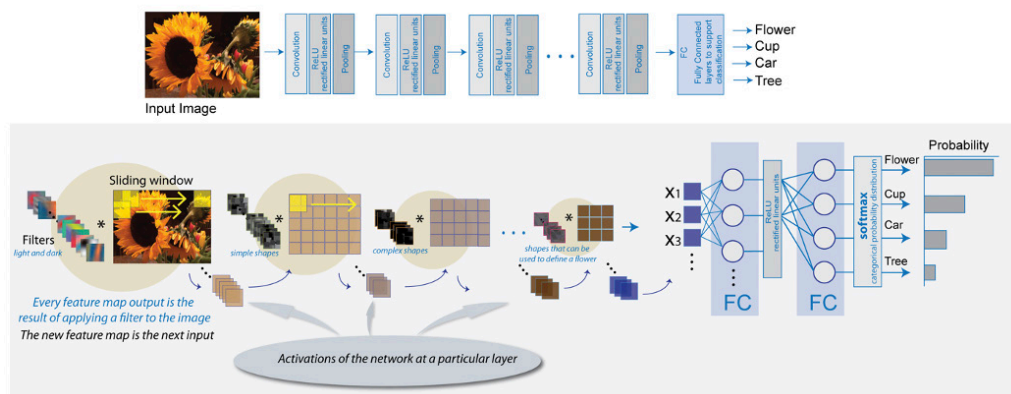 Input Image
Convolution
ReLU
rectified linear units
Pooling
Convolution
ReLU
rectified linear units
Pooling
Convolution
ReLU
rectified linear units
Pooling
Convolution
ReLU
rectified linear units
Pooling
FC
Fully Connected
layers to support
classification
Flower
Cup
Car
Tree
Sliding window
Filters
light and dark
*
simple shapes
*
complex shapes
*
shapes that can be
used to define a flower
*
Every feature map output is the
result of applying a filter to the image
The new feature map is the next input
Activations of the network at a particular layer
X1
X2
X3
FC
ReLU
rectified linear units
FC
softmax
categorical probability distribution
Flower
Cup
Car
Tree
Probability